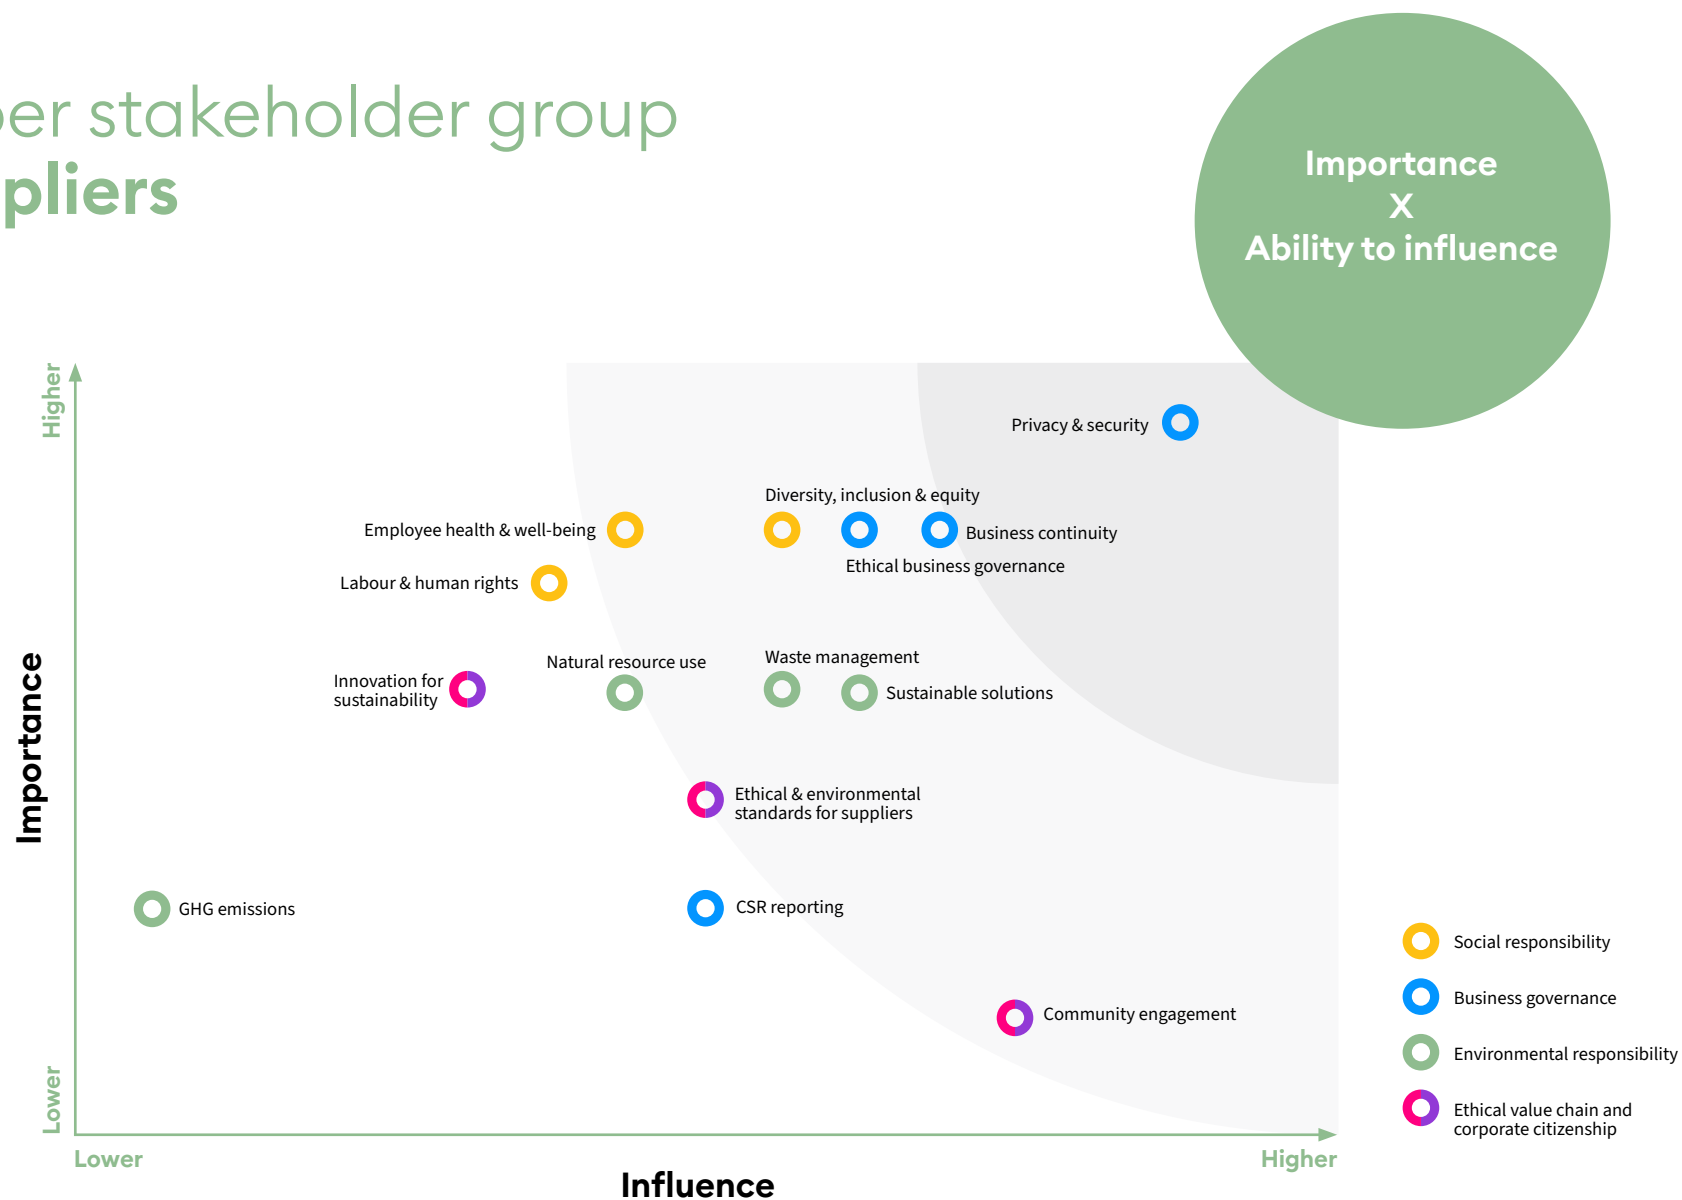 per stakeholder group
pliers
Importance
X
Ability to influence
Higher
Privacy & security
Diversity, inclusion & equity
Employee health & well-being
Business continuity
Ethical business governance
Labour & human rights
Natural resource use
Waste management
Innovation for
sustainability
Sustainable solutions
Importance
Ethical & environmental
standards for suppliers
GHG emissions
CSR reporting
Community engagement
Social responsibility
Business governance
Environmental responsibility
Ethical value chain and
corporate citizenship
Lower
Lower
Higher
Influence